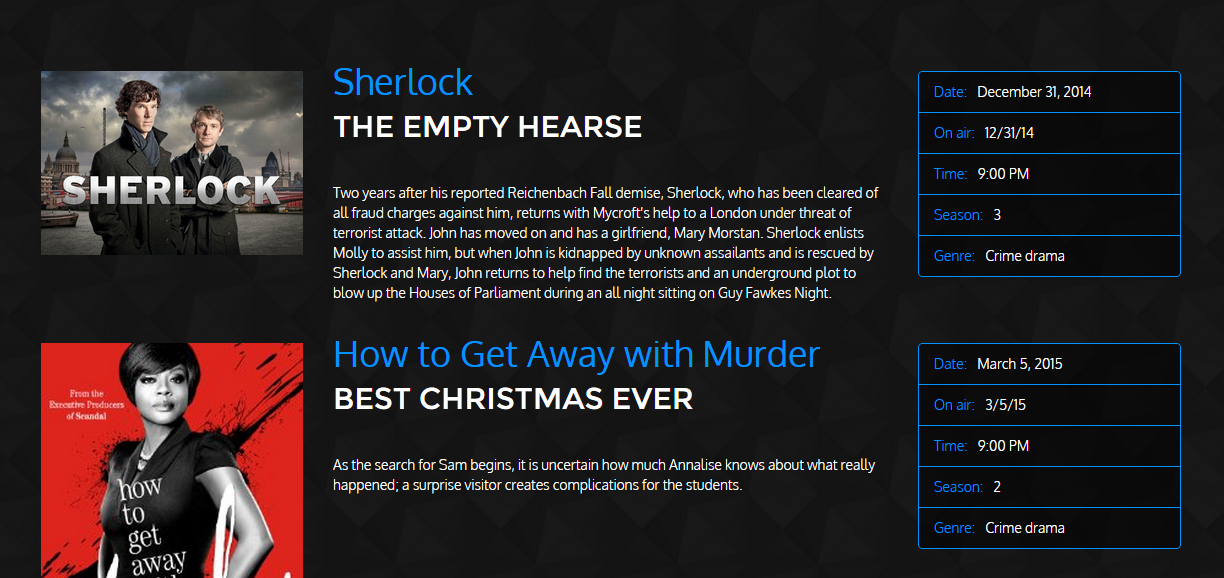 SHERLOCK
Sherlock
THE EMPTY HEARSE
Two years after his reported Reichenbach Fall demise, Sherlock, who has been cleared of
all fraud charges against him, returns with Mycroft's help to a London under threat of
terrorist attack. John has moved on and has a girlfriend, Mary Morstan. Sherlock enlists
Molly to assist him, but when John is kidnapped by unknown assailants and is rescued by
Sherlock and Mary, John returns to help find the terrorists and an underground plot to
blow up the Houses of Parliament during an all night sitting on Guy Fawkes Night.
Date: December 31, 2014
On air: 12/31/14
Time: 9:00 PM
Season: 3
Genre: Crime drama
From the
Executive Producers
of Scandal
how
to
get
away
How to Get Away with Murder
BEST CHRISTMAS EVER
As the search for Sam begins, it is uncertain how much Annalise knows about what really
happened; a surprise visitor creates complications for the students.
Date: March 5, 2015
On air: 3/5/15
Time: 9:00 PM
Season: 2
Genre: Crime drama